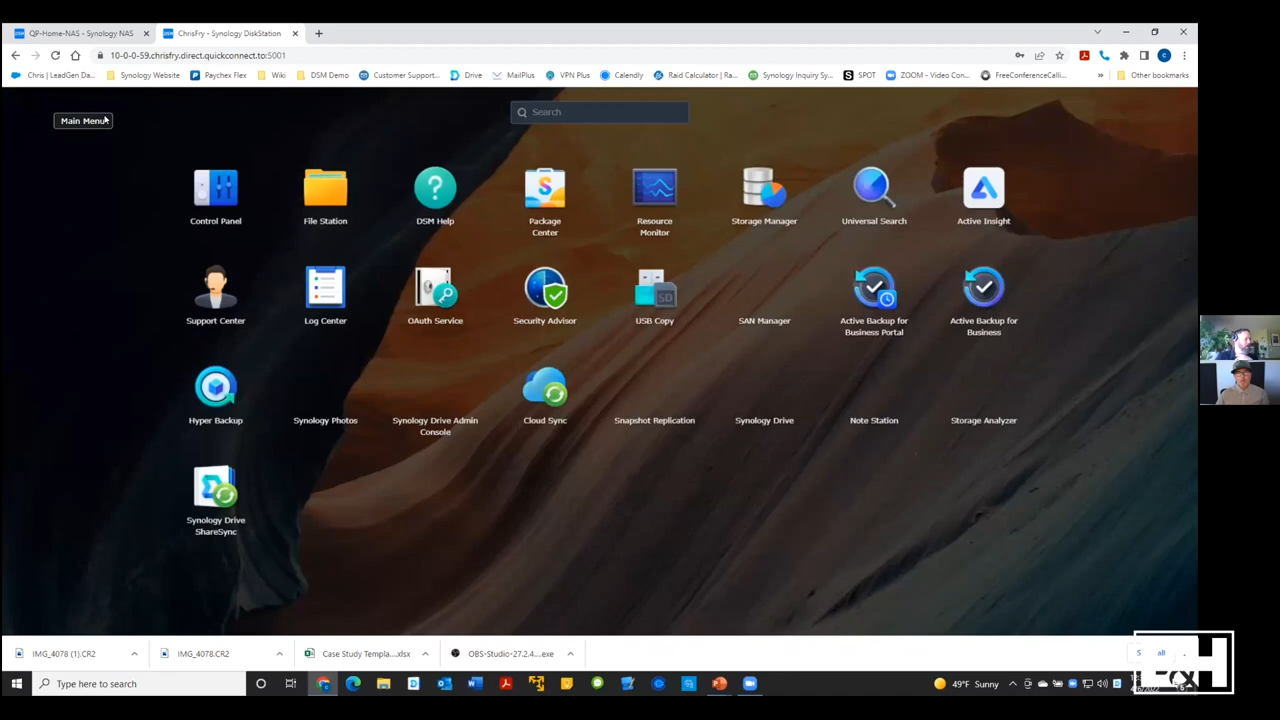 QP-Home-NAS - Synology NAS
ChrisFry - Synology DiskStation
10-0-0-59.chrisfry.direct.quickconnect.to:5001
Chris | LeadGen Da...
Synology Website
Paychex Flex
Wiki
DSM Demo
Customer Support...
Drive
MailPlus
VPN Plus
Calendly
Raid Calculator | Ra...
Synology Inquiry Sy...
SPOT
ZOOM - Video Con...
FreeConferenceCalli...
Other bookmarks
Search
Main Menu
Control Panel
File Station
DSM Help
Package
Center
Resource
Monitor
Storage Manager
Universal Search
Active Insight
Support Center
Log Center
OAuth Service
Security Advisor
USB Copy
SAN Manager
Active Backup for
Business Portal
Active Backup for
Business
Hyper Backup
Synology Photos
Synology Drive Admin
Console
Cloud Sync
Snapshot Replication
Synology Drive
Note Station
Storage Analyzer
Synology Drive
ShareSync
IMG_4078 (1).CR2
IMG_4078.CR2
Case Study Templa....xlsx
OBS-Studio-27.2.4....exe
Type here to search
49°F Sunny